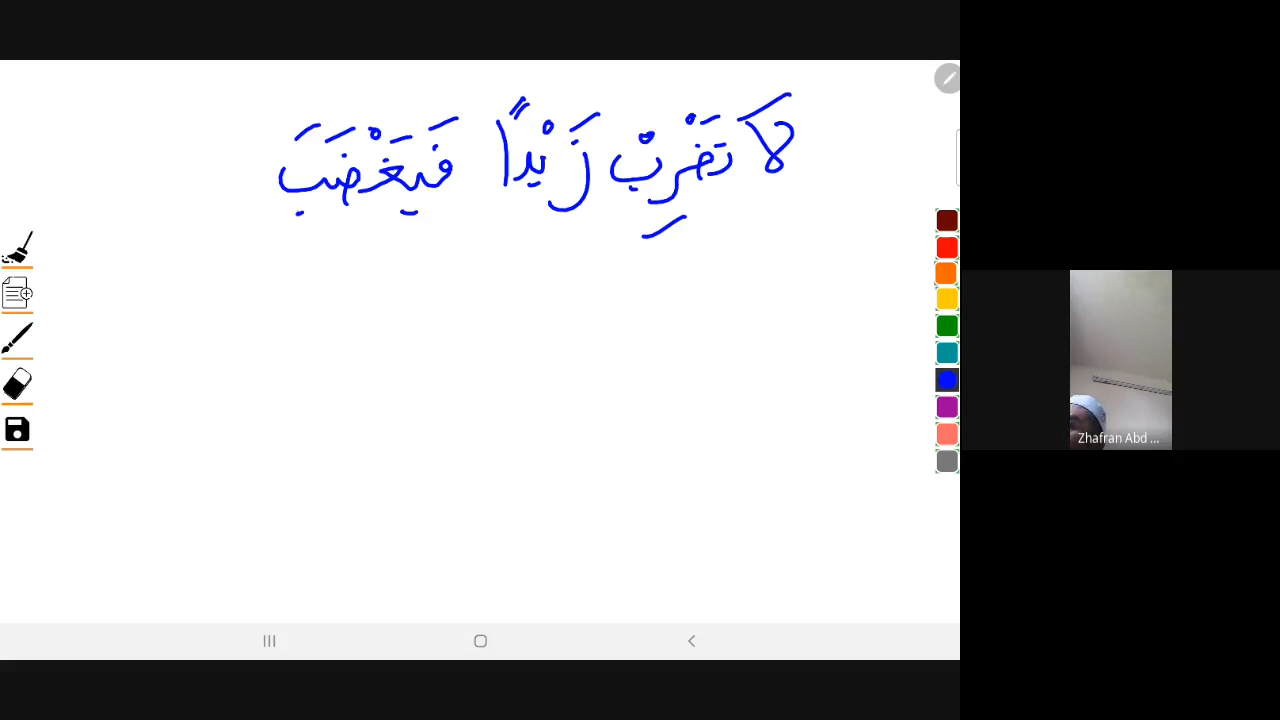 لَا تَضْرِبْ زَيْدًا فَيَغْضَبَ
Zhafran Abd ...